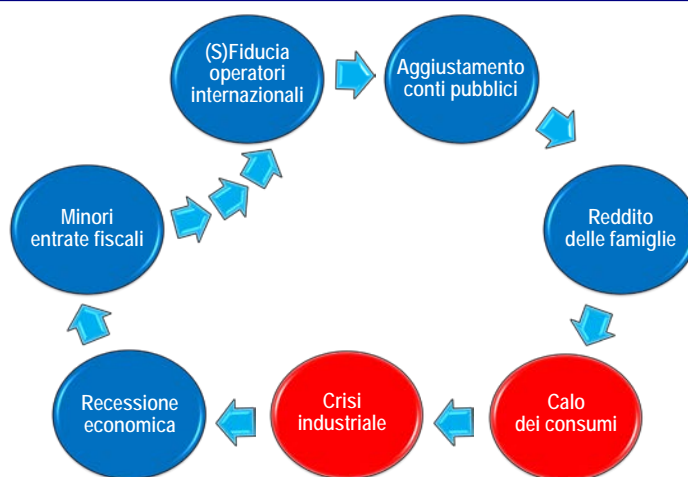 (S)Fiducia
operatori
internazionali
Aggiustamento
conti pubblici
Reddito
delle famiglie
Calo
dei consumi
Crisi
industriale
Recessione
economica
Minori
entrate fiscali